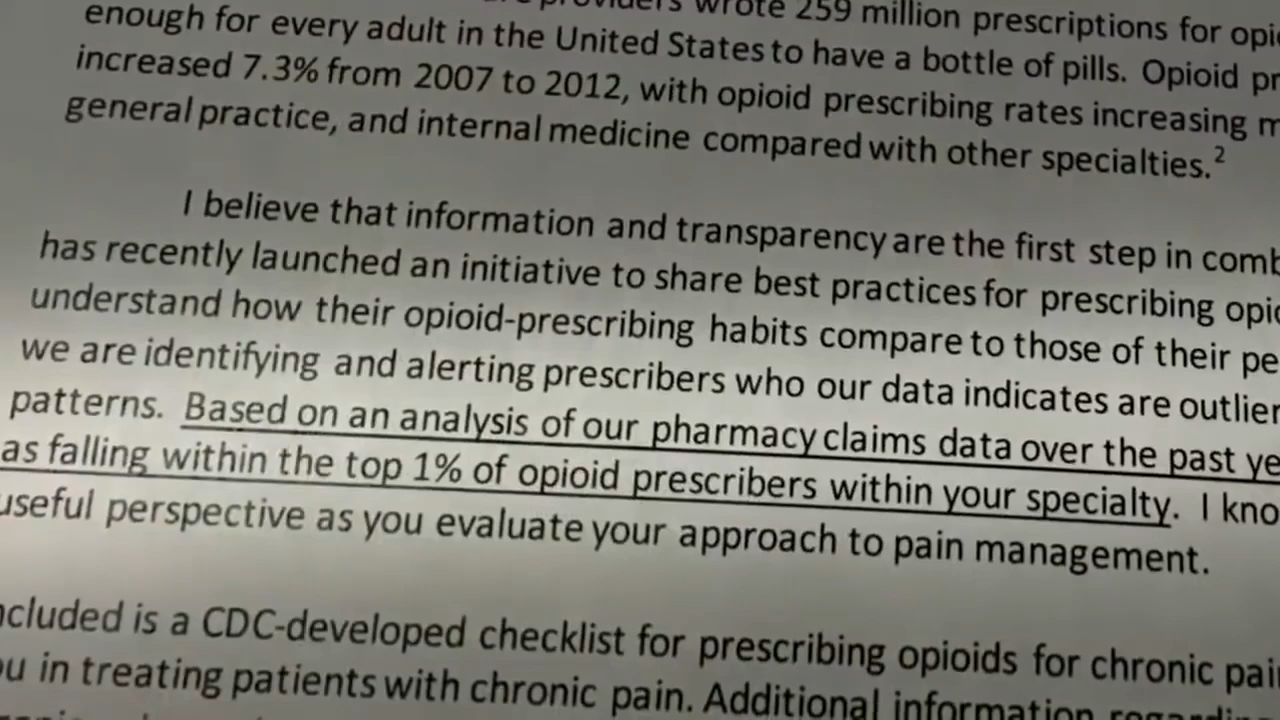 providers wrote 259 million prescriptions for
enough for every adult in the United States to have a bottle of pills. Opioid
increased 7.3% from 2007 to 2012, with opioid prescribing rates increasing
general practice, and internal medicine compared with other specialties.2
I believe that information and transparency are the first step in
has recently launched an initiative to share best practices for prescribing
understand how their opioid-prescribing habits compare to those of their
we are identifying and alerting prescribers who our data indicates are
patterns. Based on an analysis of our pharmacy claims data over the past
as falling within the top 1% of opioid prescribers within your specialty. I
useful perspective as you evaluate your approach to pain management.
is a CDC-developed checklist for prescribing opioids for chronic
in treating patients with chronic pain. Additional information